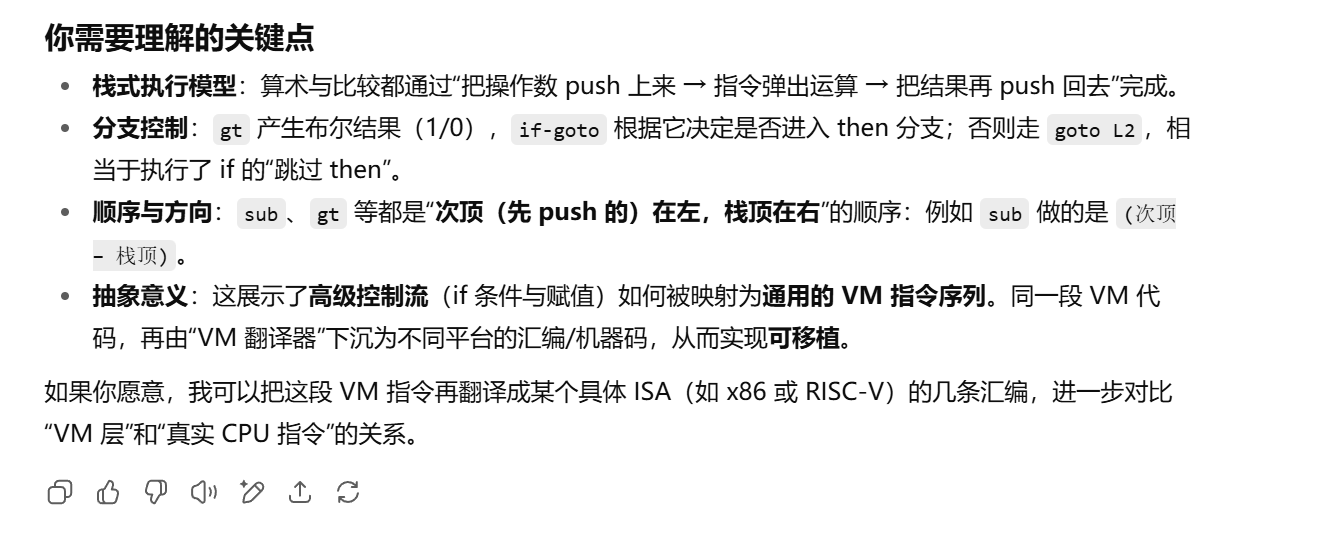 你需要理解的关键点
• 栈式执行模型：算术与比较都通过“把操作数 push 上来 → 指令弹出运算 → 把结果再 push 回去”完成。
• 分支控制：gt 产生布尔结果（1/0），if-goto 根据它决定是否进入 then 分支；否则走 goto L2，相
当于执行了 if 的“跳过 then”。
• 顺序与方向：sub、gt 等都是“次顶（先 push 的）在左，栈顶在右”的顺序：例如 sub 做的是 (次顶
− 栈顶)。
• 抽象意义：这展示了高级控制流（if 条件与赋值）如何被映射为通用的 VM 指令序列。同一段 VM 代
码，再由“VM 翻译器”下沉为不同平台的汇编/机器码，从而实现可移植。
如果你愿意，我可以把这段 VM 指令再翻译成某个具体 ISA（如 x86 或 RISC-V）的几条汇编，进一步对比
“VM 层”和“真实 CPU 指令”的关系。